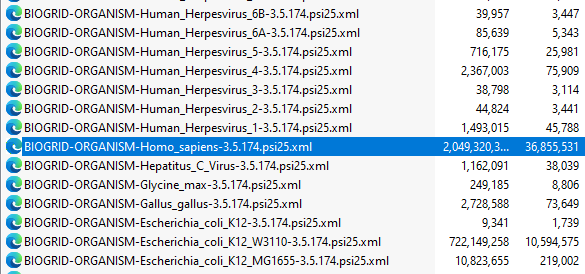 BIOGRID-ORGANISM-Human_Herpesvirus_6B-3.5.174.psi25.xml 39,957 3,447
BIOGRID-ORGANISM-Human_Herpesvirus_6A-3.5.174.psi25.xml 85,639 5,343
BIOGRID-ORGANISM-Human_Herpesvirus_5-3.5.174.psi25.xml 716,175 25,981
BIOGRID-ORGANISM-Human_Herpesvirus_4-3.5.174.psi25.xml 2,367,003 75,909
BIOGRID-ORGANISM-Human_Herpesvirus_3-3.5.174.psi25.xml 38,798 3,114
BIOGRID-ORGANISM-Human_Herpesvirus_2-3.5.174.psi25.xml 44,824 3,441
BIOGRID-ORGANISM-Human_Herpesvirus_1-3.5.174.psi25.xml 1,493,015 45,788
BIOGRID-ORGANISM-Homo_sapiens-3.5.174.psi25.xml 2,049,320,3... 36,855,531
BIOGRID-ORGANISM-Hepatitus_C_Virus-3.5.174.psi25.xml 1,162,091 38,039
BIOGRID-ORGANISM-Glycine_max-3.5.174.psi25.xml 249,185 8,806
BIOGRID-ORGANISM-Gallus_gallus-3.5.174.psi25.xml 2,728,588 73,649
BIOGRID-ORGANISM-Escherichia_coli_K12-3.5.174.psi25.xml 9,341 1,739
BIOGRID-ORGANISM-Escherichia_coli_K12_W3110-3.5.174.psi25.xml 722,149,258 10,594,575
BIOGRID-ORGANISM-Escherichia_coli_K12_MG1655-3.5.174.psi25.xml 10,823,655 219,002